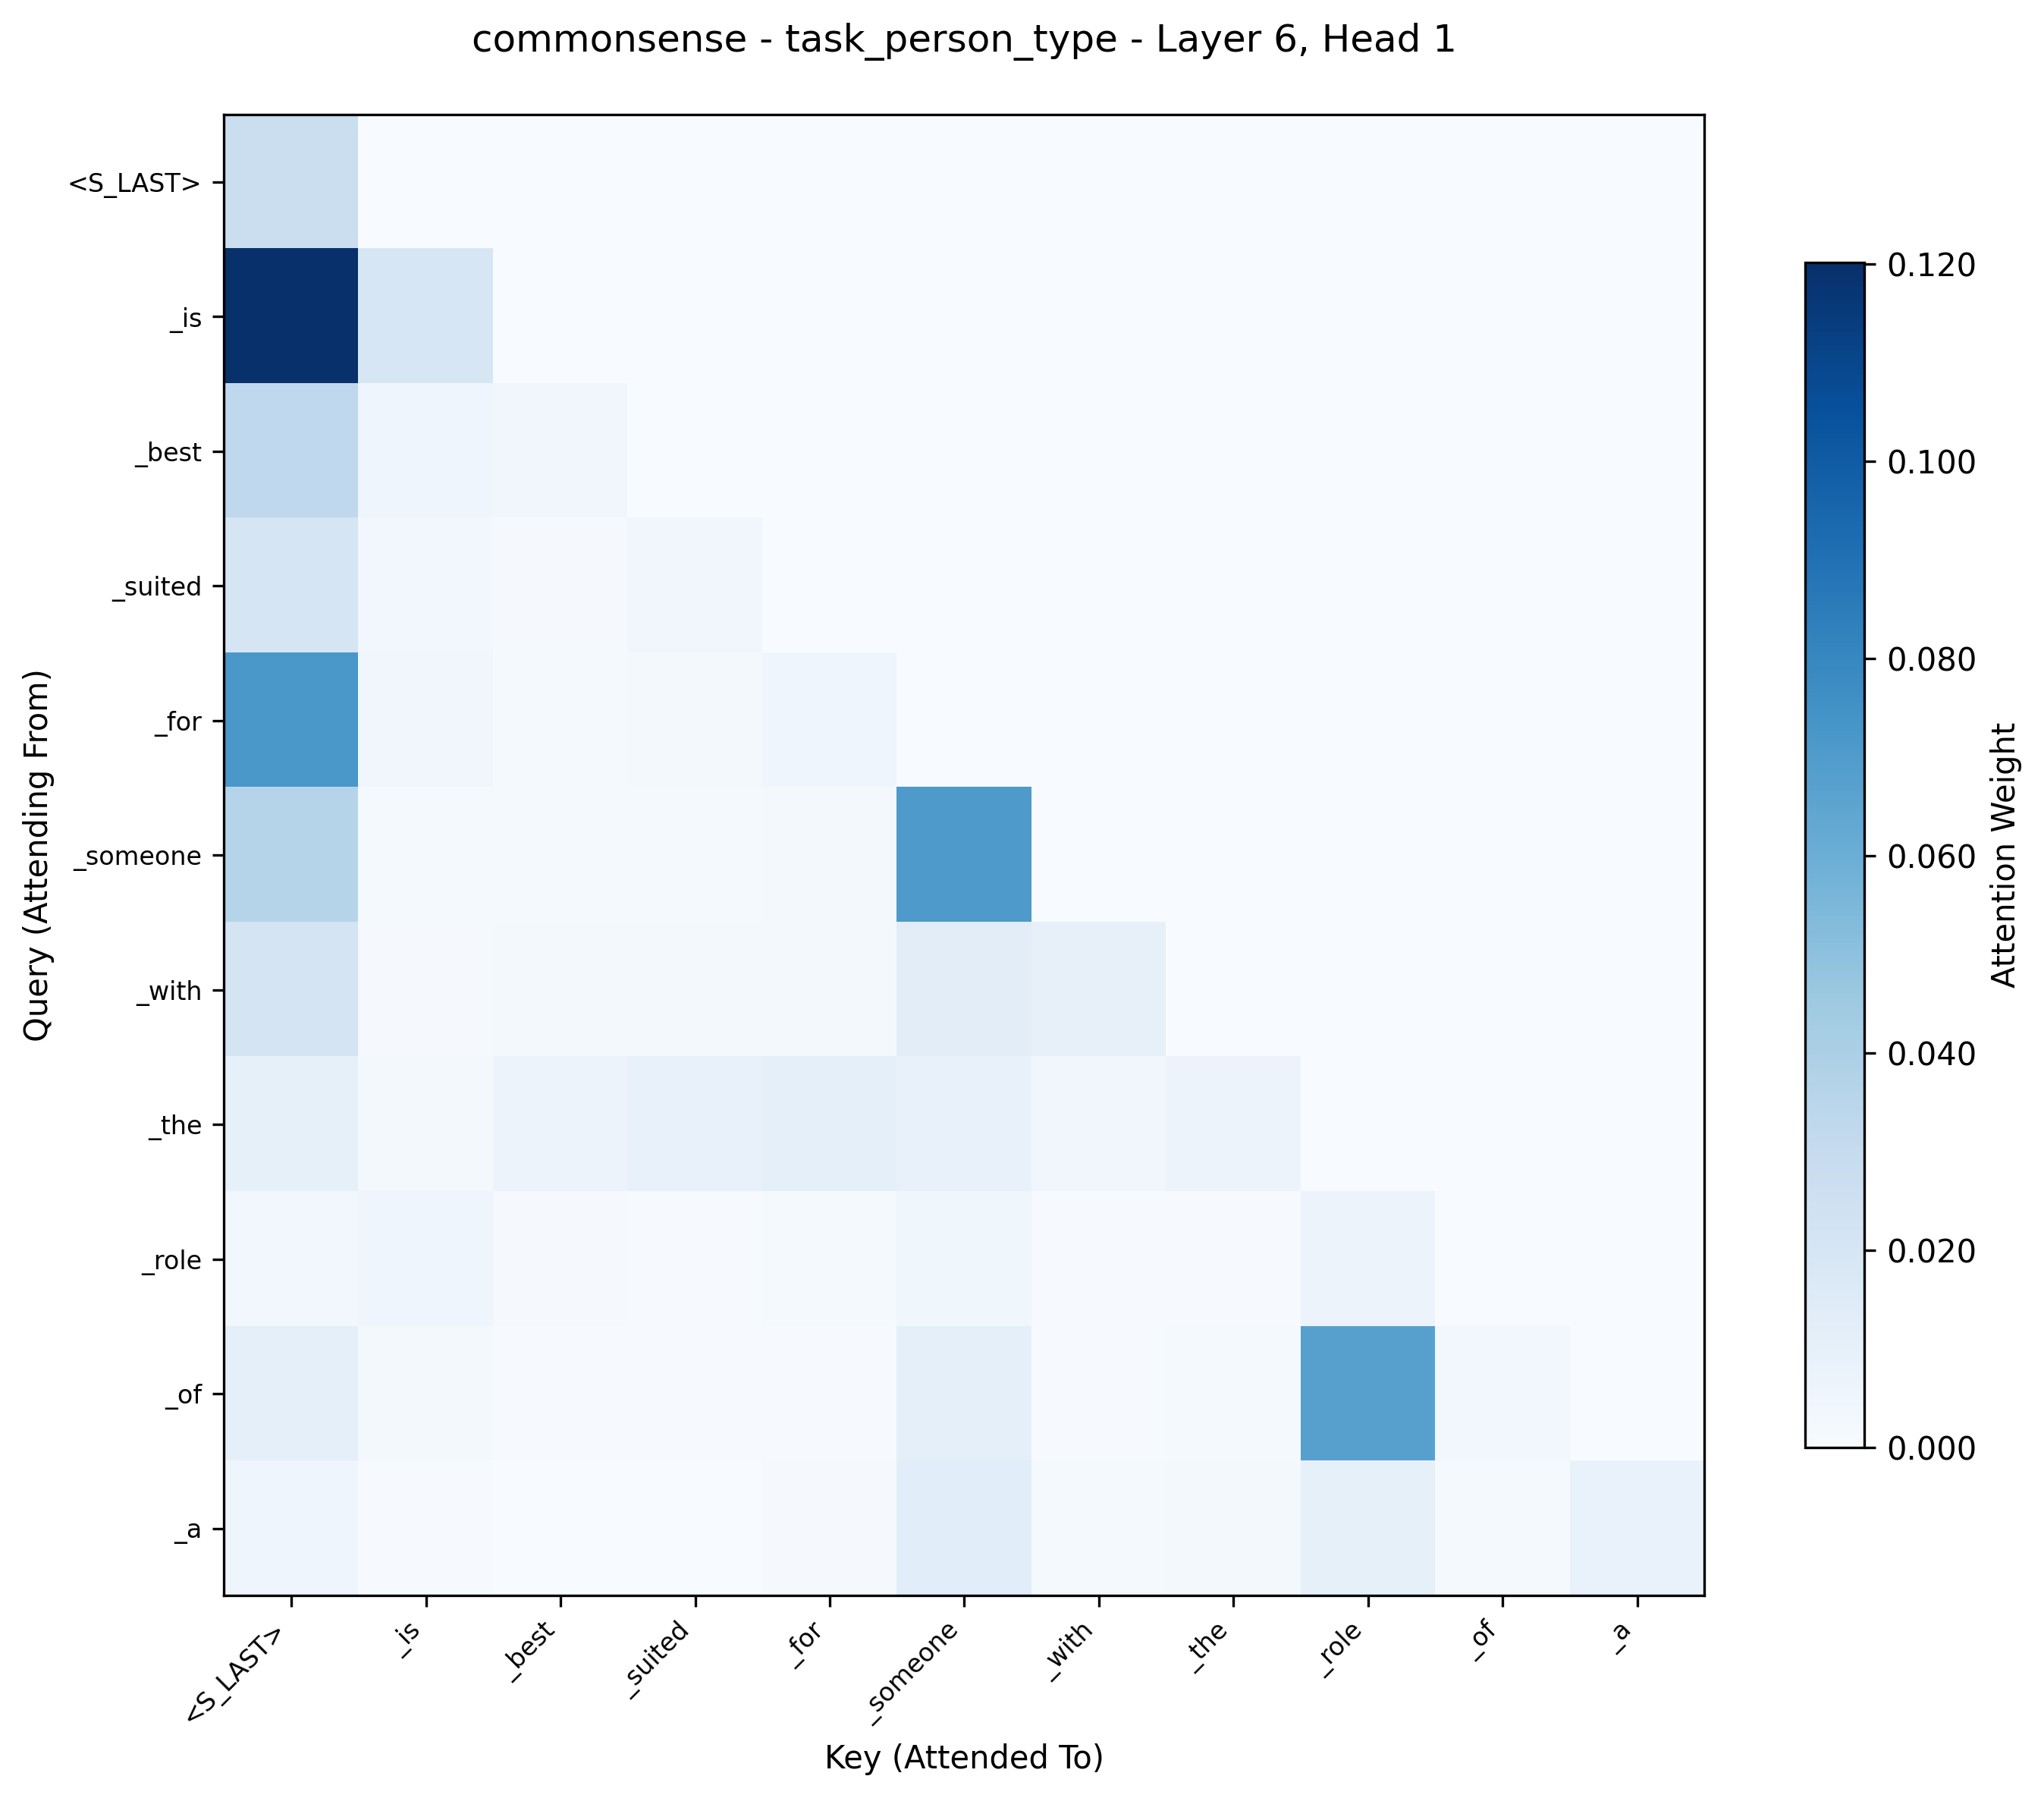 commonsense - task_person_type - Layer 6, Head 1
Query (Attending From)
<S_LAST>
_is
_best
_suited
_for
_someone
_with
_the
_role
_of
_a
<S_LAST>
_is
_best
_suited
_for
_someone
_with
_the
_role
_of
_a
Key (Attended To)
0.120
0.100
0.080
0.060
0.040
0.020
0.000
Attention Weight